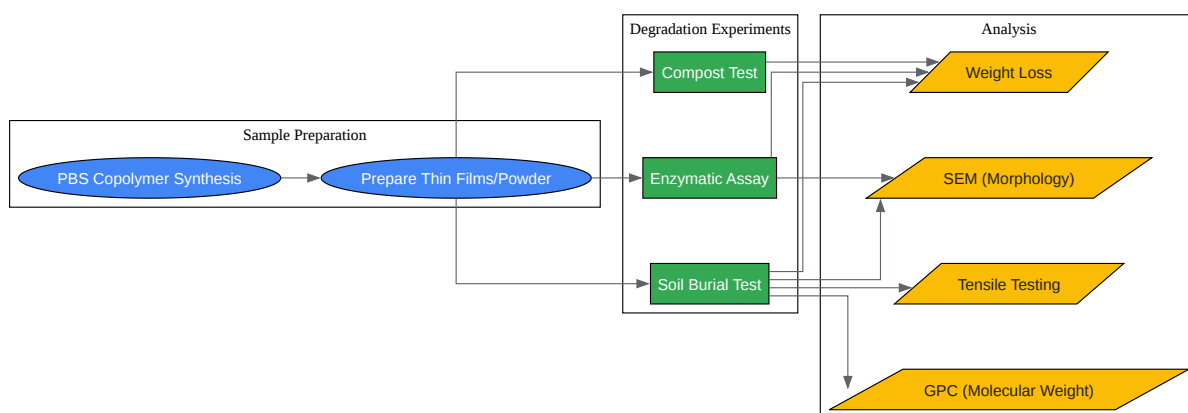 Degradation Experiments
Analysis
Compost Test
Weight Loss
Sample Preparation
PBS Copolymer Synthesis
Prepare Thin Films/Powder
Enzymatic Assay
SEM (Morphology)
Soil Burial Test
Tensile Testing
GPC (Molecular Weight)